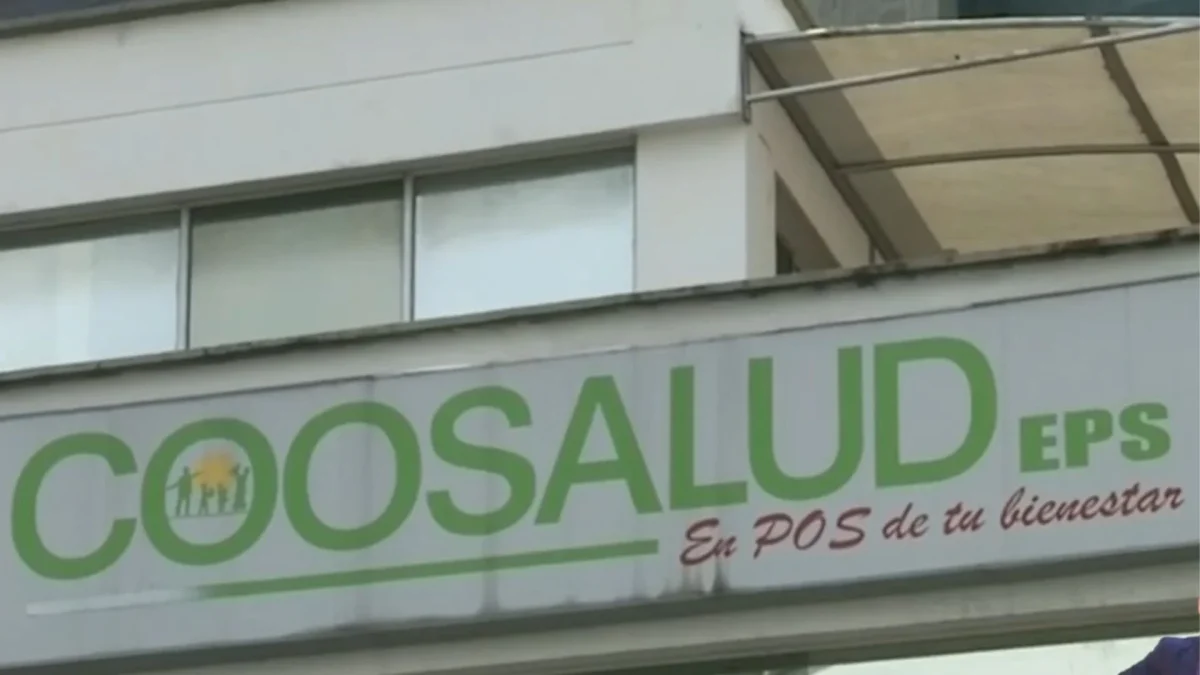 COOSALUD EPS
En POS de tu bienestar